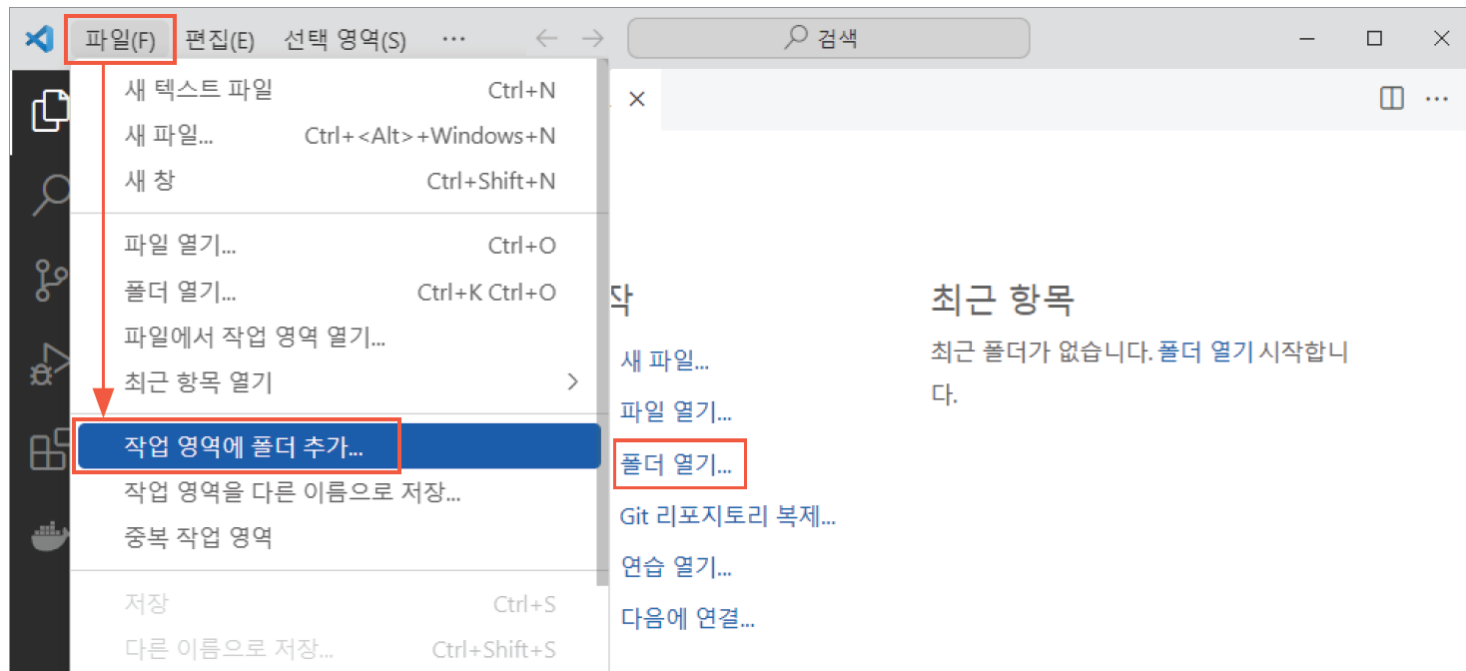 파일(F) 편집(E) 선택 영역(S) ··· 검색
새 텍스트 파일 Ctrl+N
새 파일... Ctrl+<Alt>+Windows+N
새 창 Ctrl+Shift+N
파일 열기... Ctrl+O
폴더 열기... Ctrl+K Ctrl+O
파일에서 작업 영역 열기...
최근 항목 열기
작업 영역에 폴더 추가...
작업 영역을 다른 이름으로 저장...
중복 작업 영역
저장 Ctrl+S
다른 이름으로 저장... Ctrl+Shift+S
작
새 파일...
파일 열기...
폴더 열기...
Git 리포지토리 복제...
연습 열기...
다음에 연결...
최근 항목
최근 폴더가 없습니다. 폴더 열기 시작합니
다.